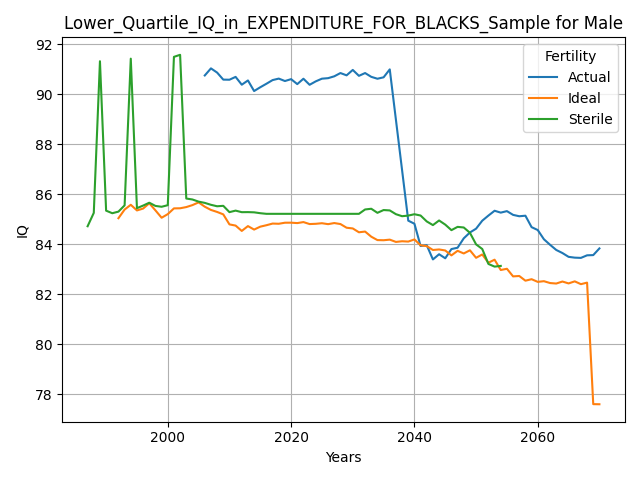 Lower_Quartile_IQ_in_EXPENDITURE_FOR_BLACKS_Sample for Male
Fertility
Actual
Ideal
Sterile
92
90
88
86
84
82
80
78
IQ
2000
2020
2040
2060
Years